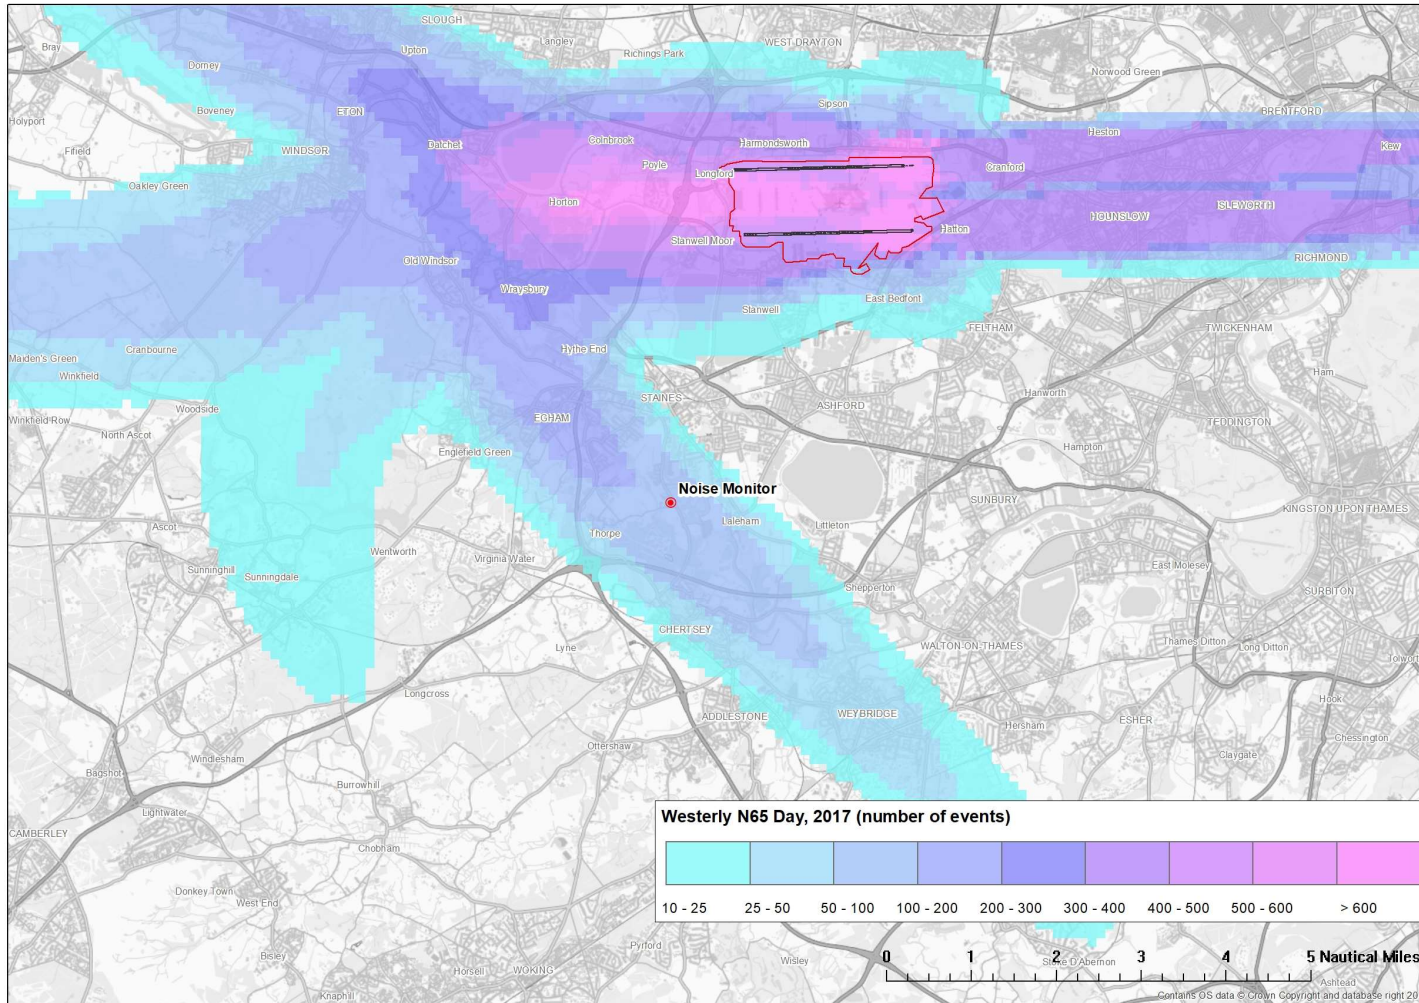 SLOUGH
Langley
Richings Park
WEST DRAYTON
Bray
Upton
Dorney
Norwood Green
Boveney
ETON
Sipson
BRENTFORD
Holyport
Fifield
WINDSOR
Datchet
Colnbrook
Harmondsworth
Heston
Kew
Poyle
Longford
Cranford
Oakley Green
Horton
HOUNSLOW
ISLEWORTH
Stanwell Moor
Hatton
Old Windsor
RICHMOND
Wraysbury
Stanwell
East Bedfont
FELTHAM
TWICKENHAM
Maiden's Green
Cranbourne
Hythe End
Winkfield
Ham
STAINES
Hanworth
Woodside
ASHFORD
Winkfield Row
EGHAM
TEDDINGTON
North Ascot
Englefield Green
Hampton
Noise Monitor
SUNBURY
KINGSTON UPON THAMES
Ascot
Thorpe
Laleham
Littleton
Wentworth
Virginia Water
Sunninghill
Sunningdale
East Molesey
Shepperton
SURBITON
CHERTSEY
Lyne
WALTON-ON-THAMES
Thames Ditton
Long Ditton
Tolwort
Longcross
Hook
ADDLESTONE
WEYBRIDGE
Hersham
ESHER
Chessington
Ottershaw
Claygate
Windlesham
Bagshot
Burrowhill
Lightwater
CAMBERLEY
Chobham
Donkey Town
West End
Bisley
Horsell
WOKING
Knaphill
Pyrford
Wisley
Westerly N65 Day, 2017 (number of events)
10 - 25 25 - 50 50 - 100 100 - 200 200 - 300 300 - 400 400 - 500 500 - 600 > 600
0 1 2 3 4 5 Nautical Miles
Stoke D'Abernon
Ashtead
Contains OS data © Crown Copyright and database right 20